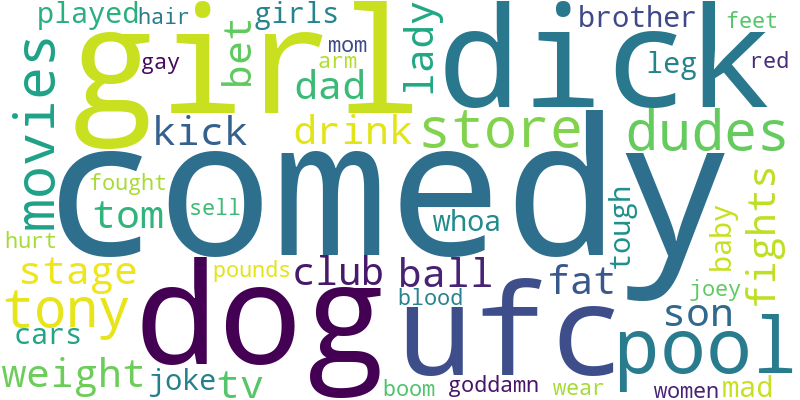 played
hair
girls
brother
feet
girl
dick
mom
gay
bet
lady
arm
leg
red
movies
dad
kick
drink
store
dudes
comedy
fought
tom
sell
whoa
tough
baby
fights
hurt
stage
pounds
club
ball
fat
joey
dog
ufc
blood
tony
son
cars
pool
weight
joke
tv
boom
goddamn
wear
women
mad